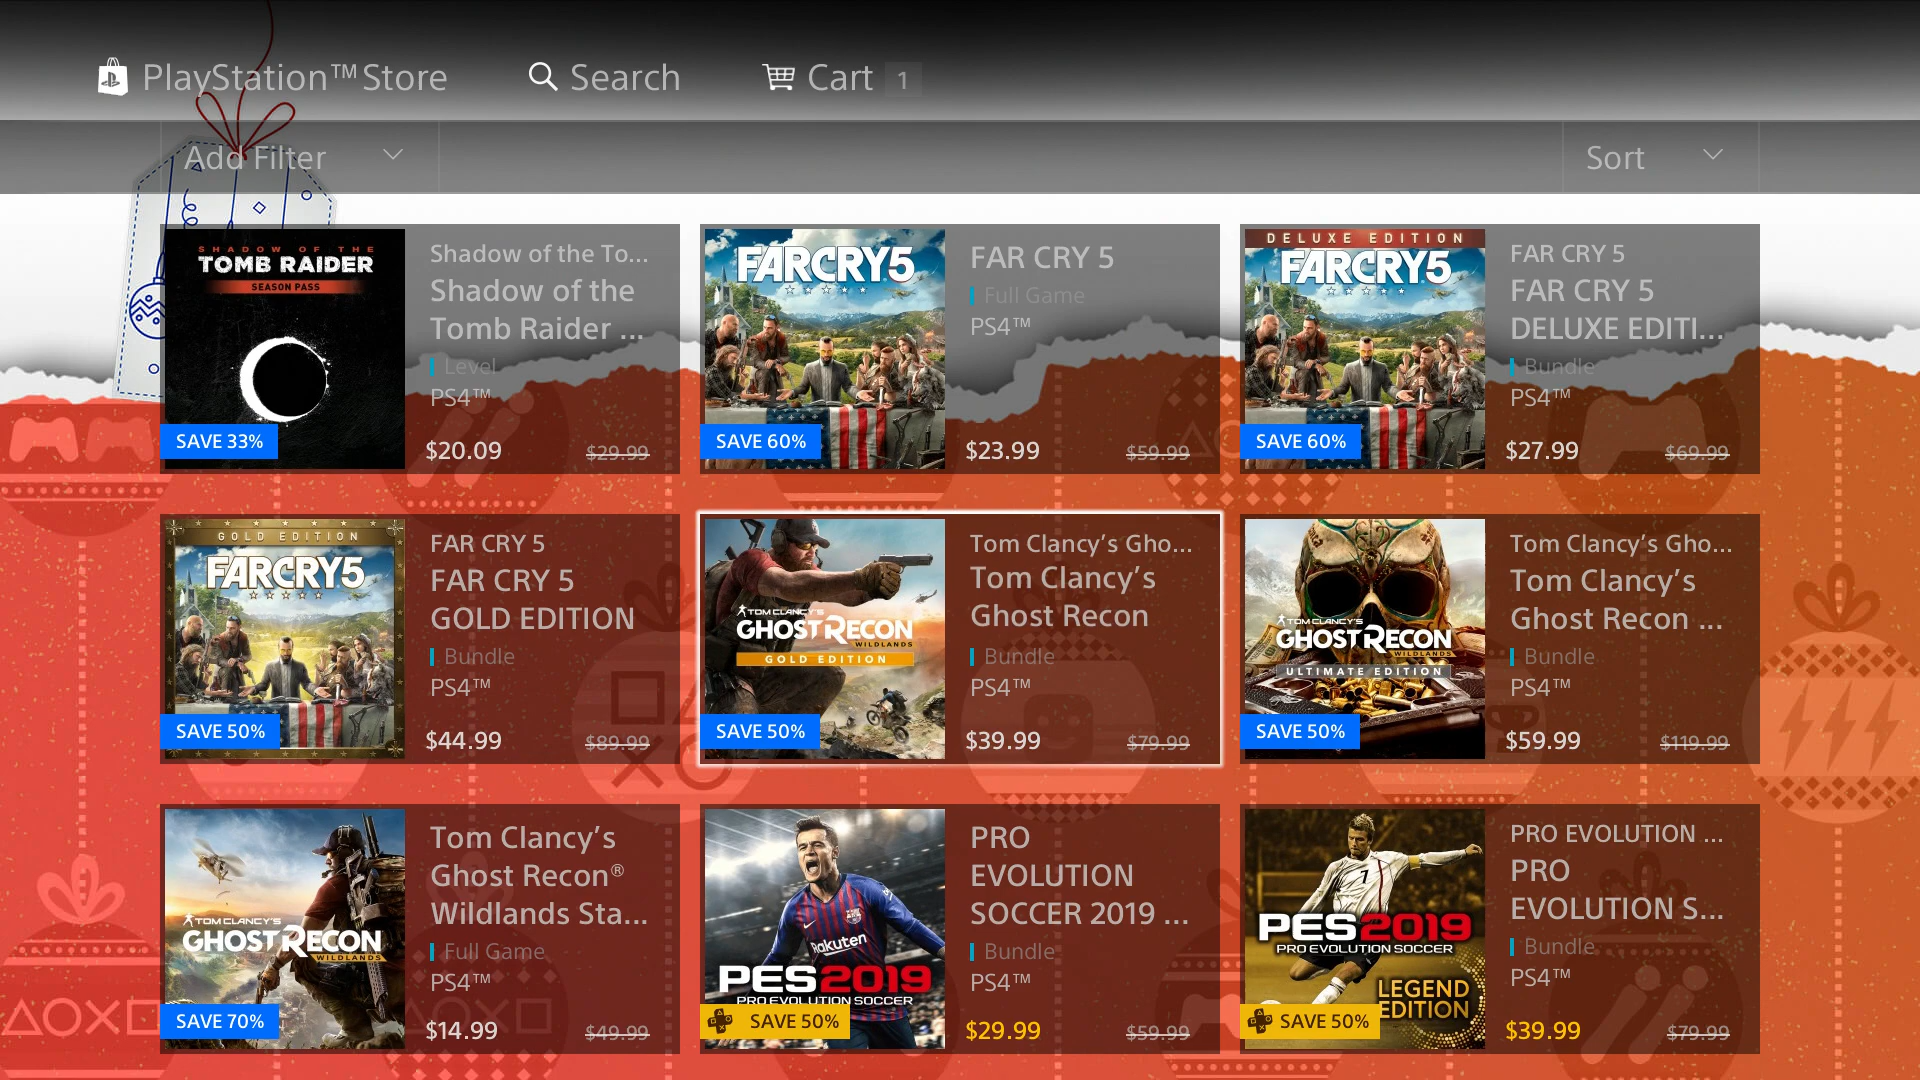 PlayStation™Store
Search
Cart 1
Add Filter
Sort
SHADOW OF THE
TOMB RAIDER
SEASON PASS
SAVE 33%
Shadow of the To...
Shadow of the
Tomb Raider ...
Level
PS4™
$20.09 $29.99
FARCRY5
SAVE 60%
FAR CRY 5
Full Game
PS4™
$23.99 $59.99
DELUXE EDITION
FARCRY5
SAVE 60%
FAR CRY 5
FAR CRY 5
DELUXE EDITI...
Bundle
PS4™
$27.99 $69.99
GOLD EDITION
FARCRY5
SAVE 50%
FAR CRY 5
FAR CRY 5
GOLD EDITION
Bundle
PS4™
$44.99 $89.99
TOM CLANCY'S
GHOST RECON
WILDLANDS
GOLD EDITION
SAVE 50%
Tom Clancy's Gho...
Tom Clancy's
Ghost Recon
Bundle
PS4™
$39.99 $79.99
TOM CLANCY'S
GHOST RECON
WILDLANDS
ULTIMATE EDITION
SAVE 50%
Tom Clancy's Gho...
Tom Clancy's
Ghost Recon ...
Bundle
PS4™
$59.99 $119.99
TOM CLANCY'S
GHOST RECON
WILDLANDS
SAVE 70%
Tom Clancy's
Ghost Recon®
Wildlands Sta...
Full Game
PS4™
$14.99 $49.99
Rakuten
PES2019
PRO EVOLUTION SOCCER
SAVE 50%
PRO
EVOLUTION
SOCCER 2019 ...
Bundle
PS4™
$29.99 $59.99
7
PES2019
PRO EVOLUTION SOCCER
LEGEND
EDITION
SAVE 50%
PRO EVOLUTION ...
PRO
EVOLUTION S...
Bundle
PS4™
$39.99 $79.99